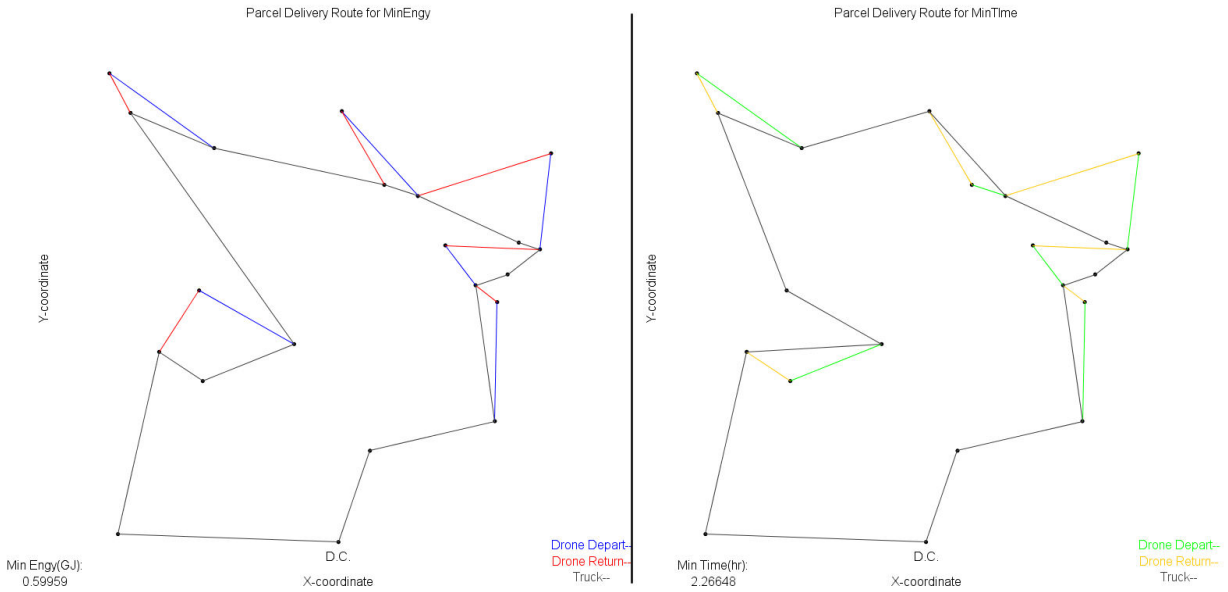 Parcel Delivery Route for MinEngy
Y-coordinate
D.C.
X-coordinate
Min Engy(GJ):
0.59959
Drone Depart--
Drone Return--
Truck--
Parcel Delivery Route for MinTIme
Y-coordinate
D.C.
X-coordinate
Min Time(hr):
2.26648
Drone Depart--
Drone Return--
Truck--